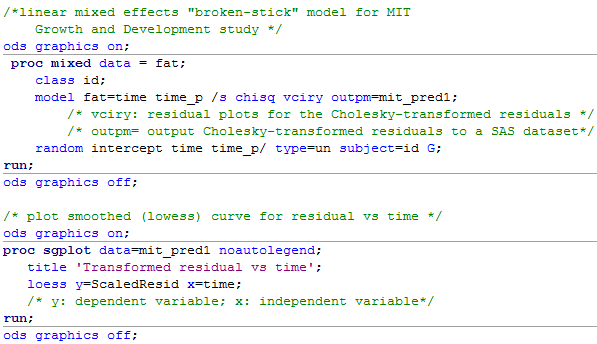 /*linear mixed effects "broken-stick" model for MIT
Growth and Development study */
ods graphics on;
proc mixed data = fat;
class id;
model fat=time time_p /s chisq vciry outpm=mit_pred1;
/* vciry: residual plots for the Cholesky-transformed residuals */
/* outpm= output Cholesky-transformed residuals to a SAS dataset*/
random intercept time time_p/ type=un subject=id G;
run;
ods graphics off;
/* plot smoothed (lowess) curve for residual vs time */
ods graphics on;
proc sgplot data=mit_pred1 noautolegend;
title 'Transformed residual vs time';
loess y=ScaledResid x=time;
/* y: dependent variable; x: independent variable*/
run;
ods graphics off;